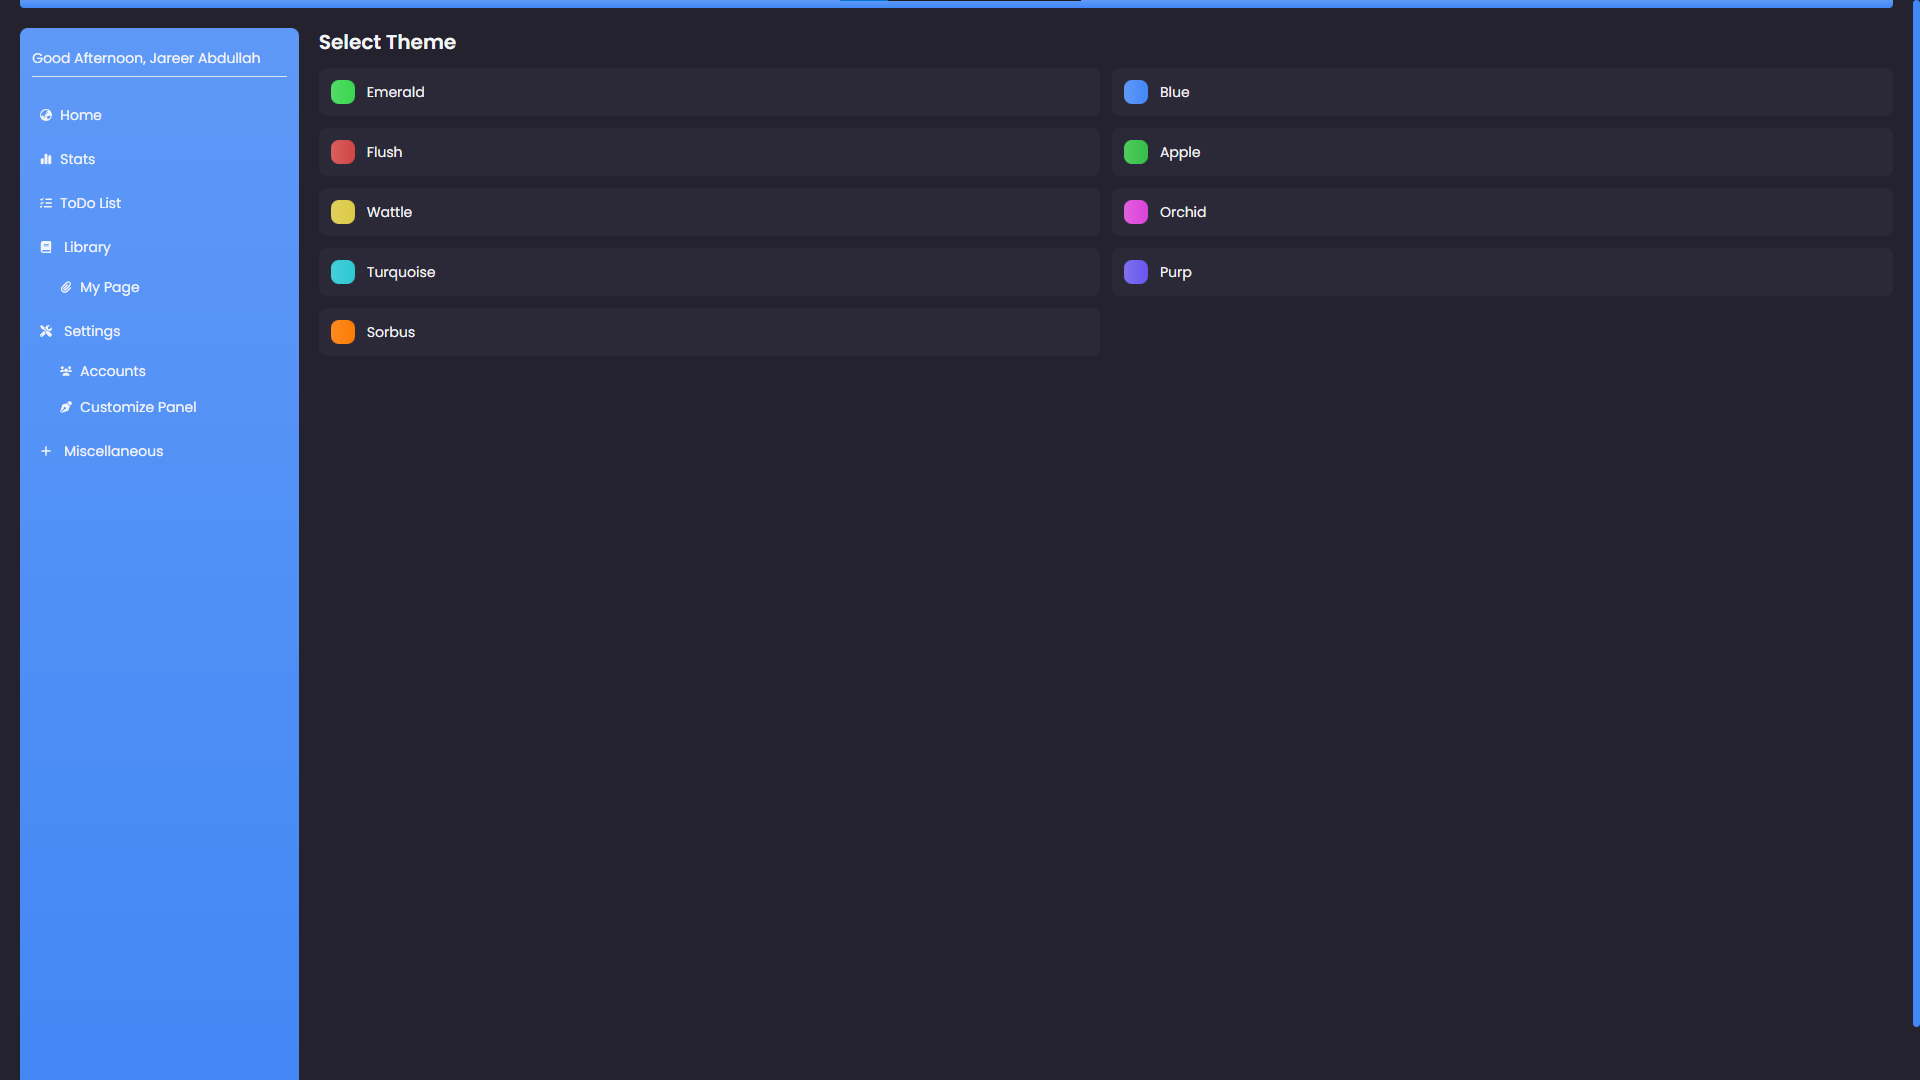 Good Afternoon, Jareer Abdullah
Home
Stats
ToDo List
Library
My Page
Settings
Accounts
Customize Panel
Miscellaneous
Select Theme
Emerald
Blue
Flush
Apple
Wattle
Orchid
Turquoise
Purp
Sorbus